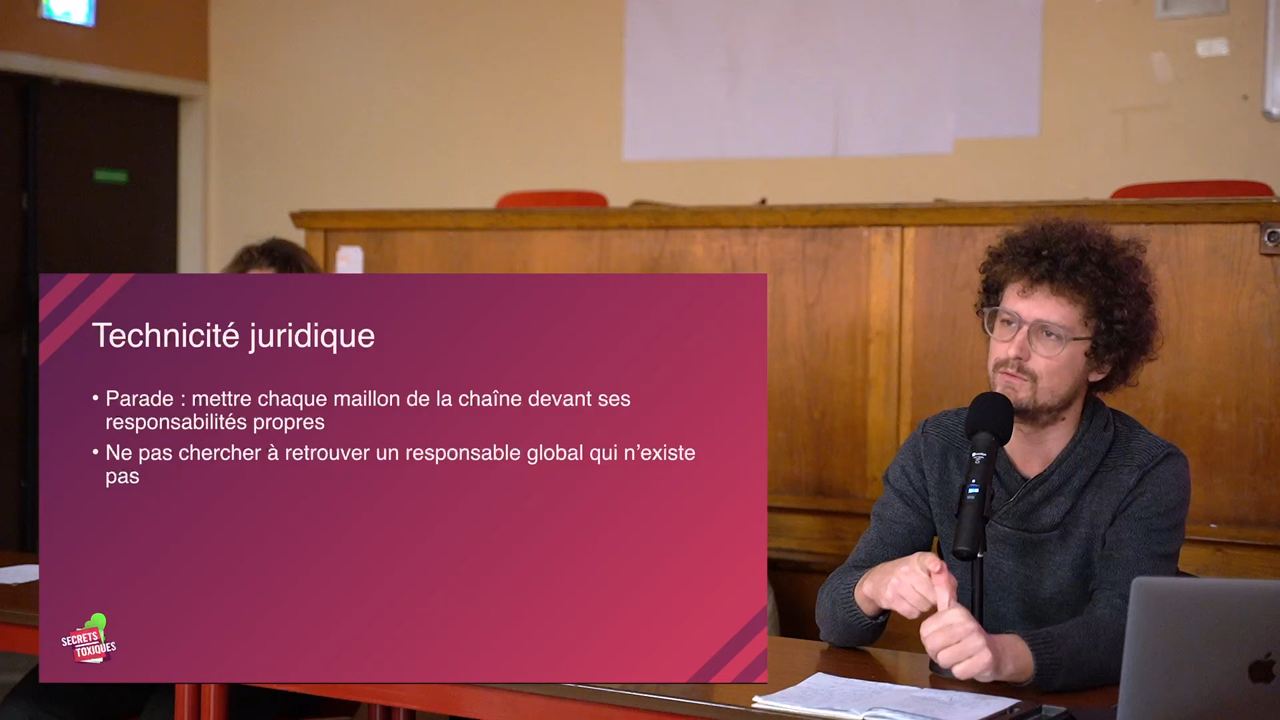 Technicité juridique
• Parade : mettre chaque maillon de la chaîne devant ses
responsabilités propres
• Ne pas chercher à retrouver un responsable global qui n’existe
pas
SECRETS
TOXIQUES